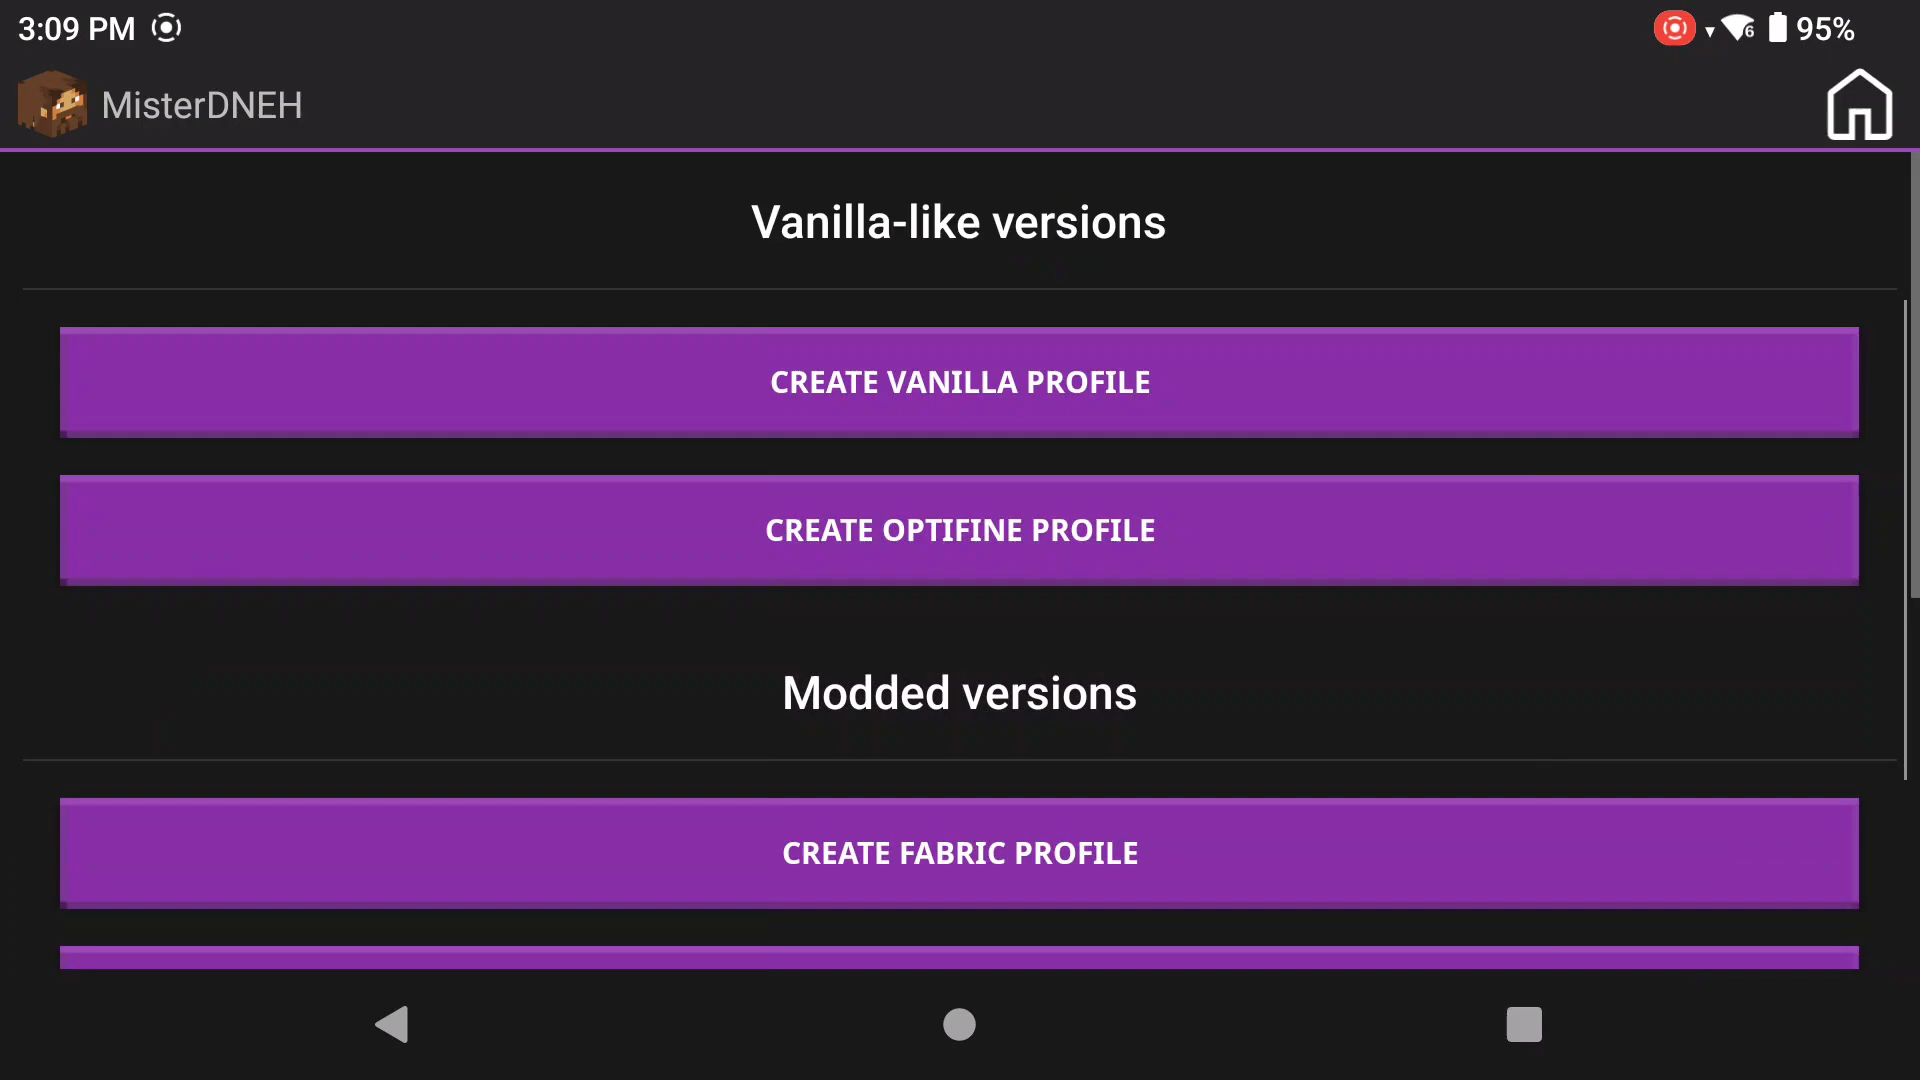 3:09 PM
6 95%
MisterDNEH
Vanilla-like versions
CREATE VANILLA PROFILE
CREATE OPTIFINE PROFILE
Modded versions
CREATE FABRIC PROFILE